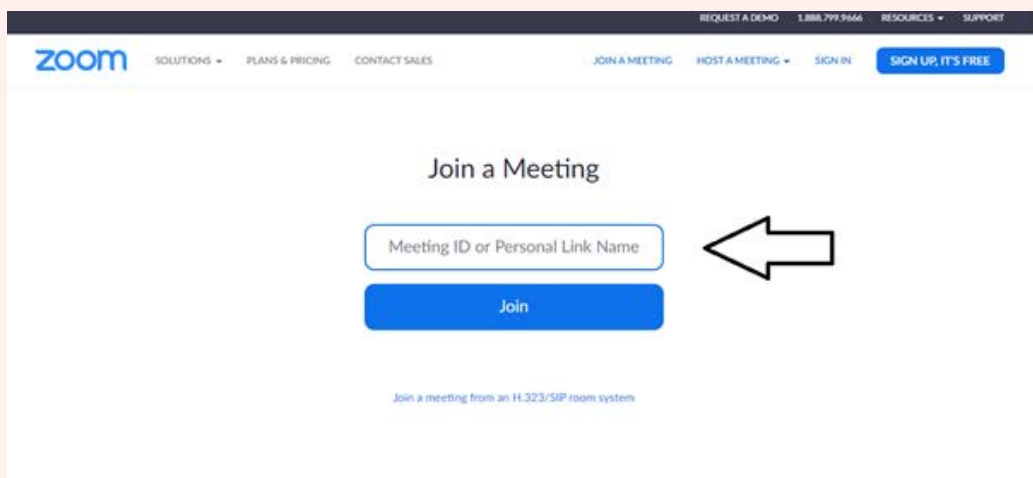 REQUEST A DEMO 1.888.799.9666 RESOURCES SUPPORT
zoom SOLUTIONS PLANS & PRICING CONTACT SALES JOIN A MEETING HOST A MEETING SIGN IN SIGN UP, IT'S FREE
Join a Meeting
Meeting ID or Personal Link Name
Join
Join a meeting from an H.323/SIP room system